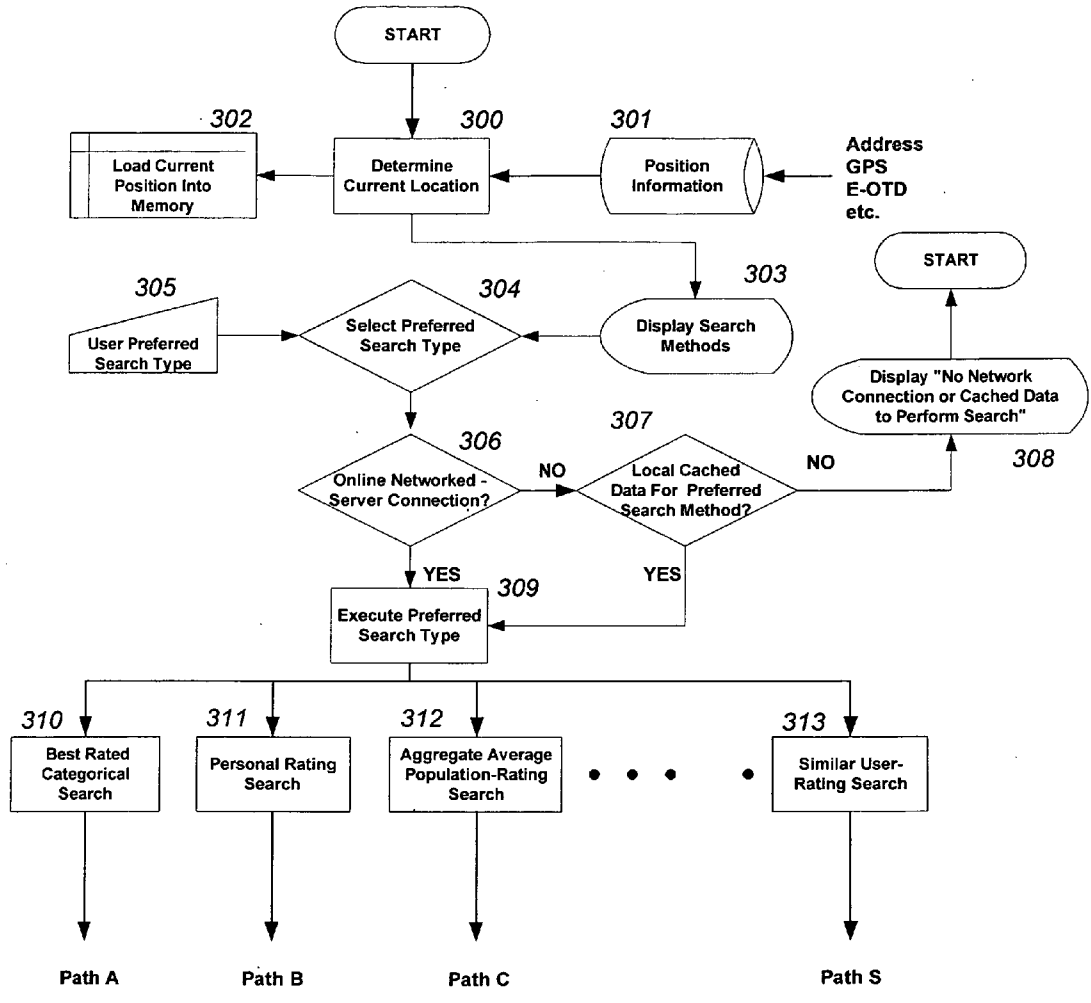 START
302
300
301
Load Current
Position Into
Memory
Determine
Current Location
Position
Information
Address
GPS
E-OTD
etc.
START
303
305
304
User Preferred
Search Type
Select Preferred
Search Type
Display Search
Methods
Display "No Network
Connection or Cached Data
to Perform Search"
308
306
307
Online Networked -
Server Connection?
NO
Local Cached
Data For Preferred
Search Method?
NO
YES
YES
309
Execute Preferred
Search Type
310
311
312
313
Best Rated
Categorical
Search
Personal Rating
Search
Aggregate Average
Population-Rating
Search
Similar User-
Rating Search
Path A
Path B
Path C
Path S